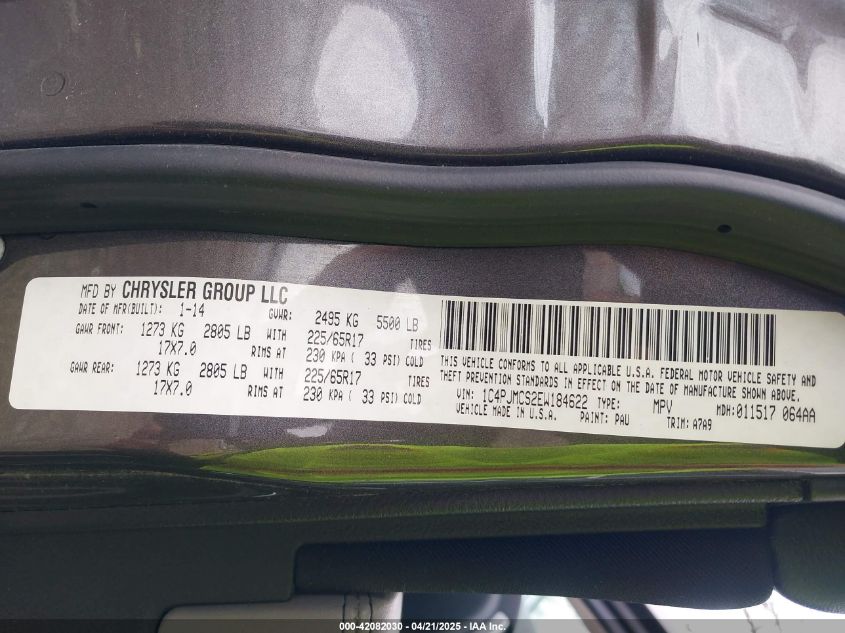 MFD BY CHRYSLER GROUP LLC
DATE OF MFR(BUILT): 1-14 GVWR: 2495 KG 5500 LB
GAWR FRONT: 1273 KG 2805 LB WITH 225/65R17 TIRES
17X7.0 RIMS AT 230 KPA ( 33 PSI) COLD
GAWR REAR: 1273 KG 2805 LB WITH 225/65R17 TIRES
17X7.0 RIMS AT 230 KPA ( 33 PSI) COLD
THIS VEHICLE CONFORMS TO ALL APPLICABLE U.S.A. FEDERAL MOTOR VEHICLE SAFETY AND
THEFT PREVENTION STANDARDS IN EFFECT ON THE DATE OF MANUFACTURE SHOWN ABOVE.
VIN: 1C4PJMCS2EW184622 TYPE: MPV MDH:011517 064AA
VEHICLE MADE IN U.S.A. PAINT: PAU TRIM: A7A9
000-42082030 - 04/21/2025 - IAA Inc.